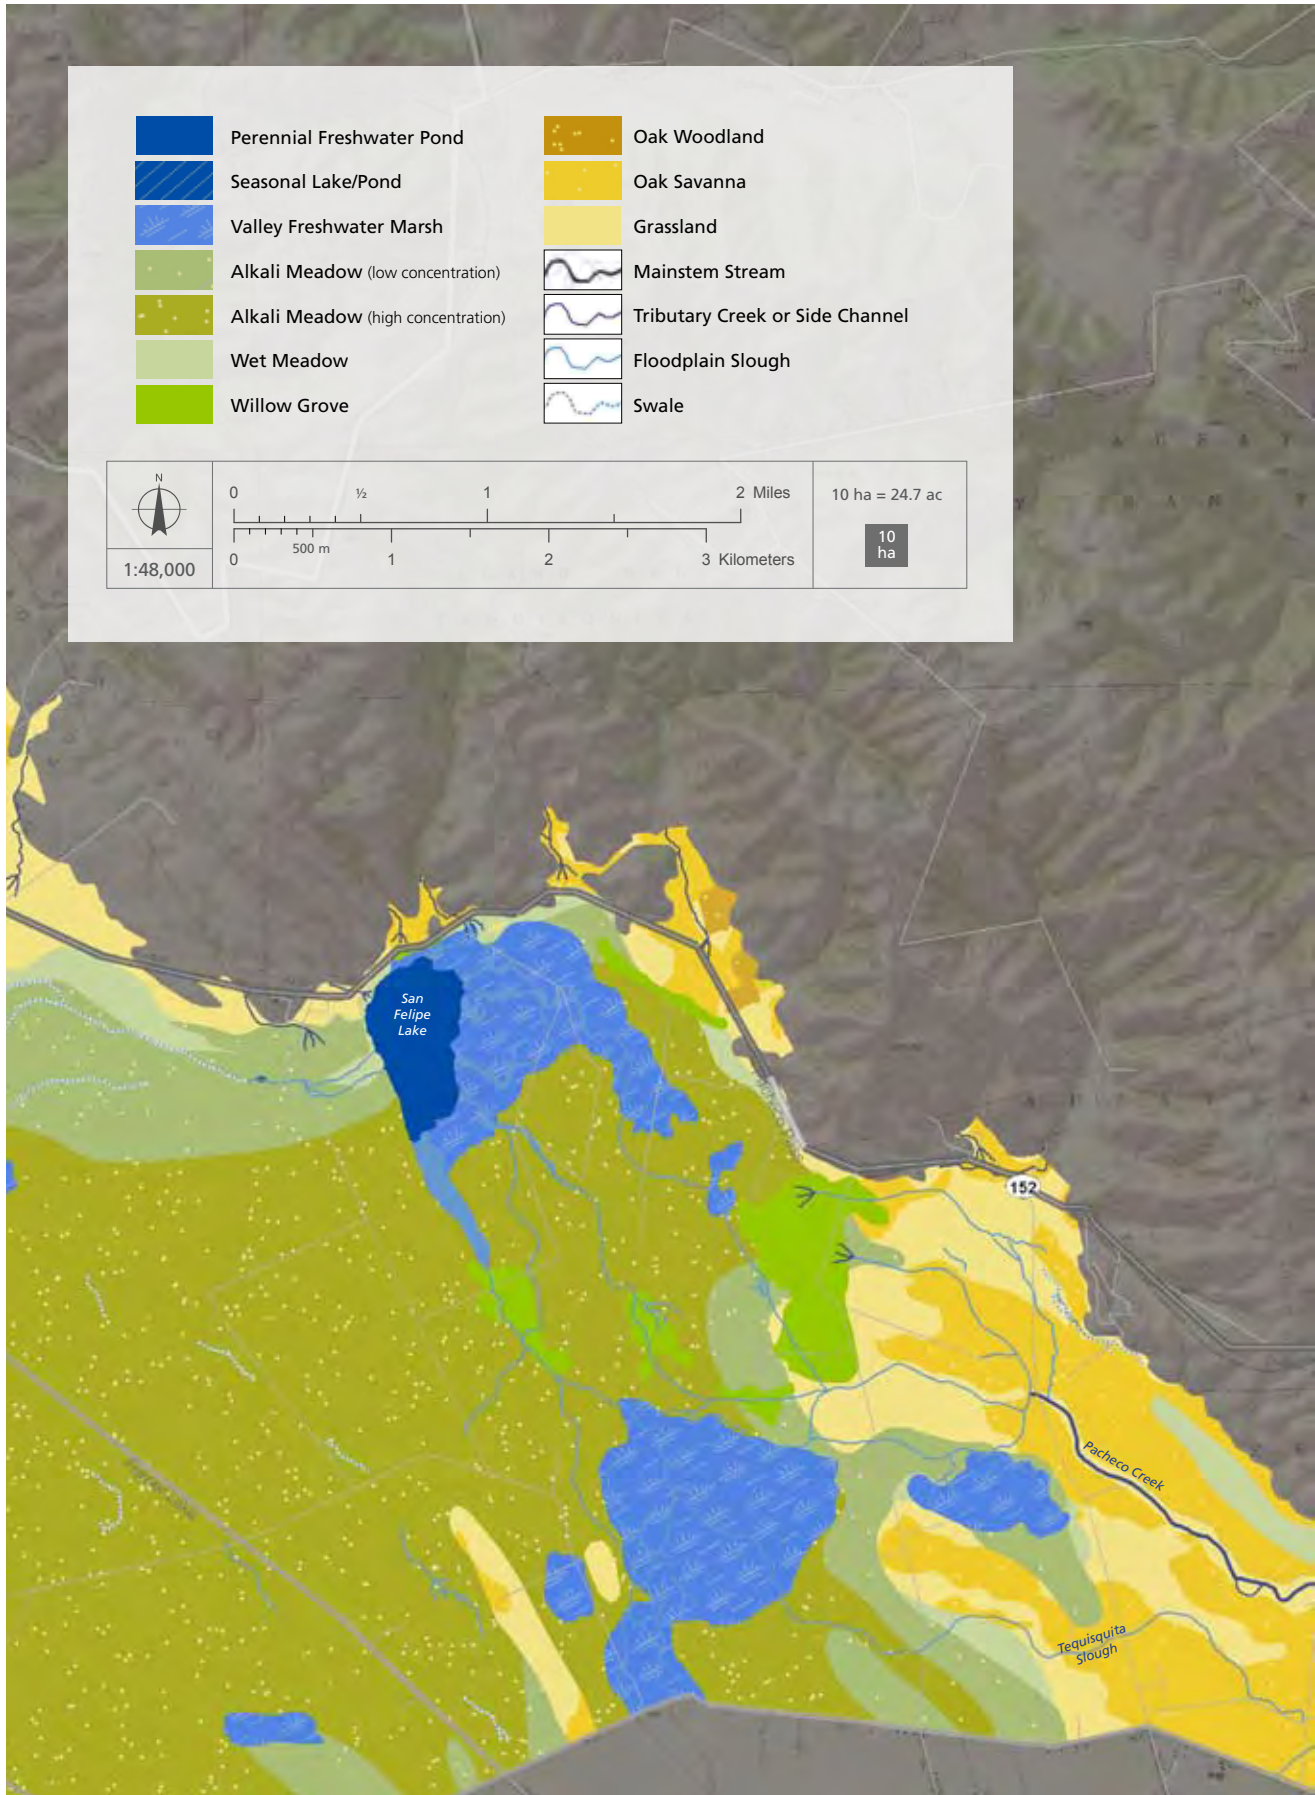 Perennial Freshwater Pond
Seasonal Lake/Pond
Valley Freshwater Marsh
Alkali Meadow (low concentration)
Alkali Meadow (high concentration)
Wet Meadow
Willow Grove
Oak Woodland
Oak Savanna
Grassland
Mainstem Stream
Tributary Creek or Side Channel
Floodplain Slough
Swale
N
1:48,000
0 ½ 1 2 Miles
500 m
0 1 2 3 Kilometers
10 ha = 24.7 ac
10
ha
San
Felipe
Lake
152
Pacheco Creek
Tequisquita
Slough